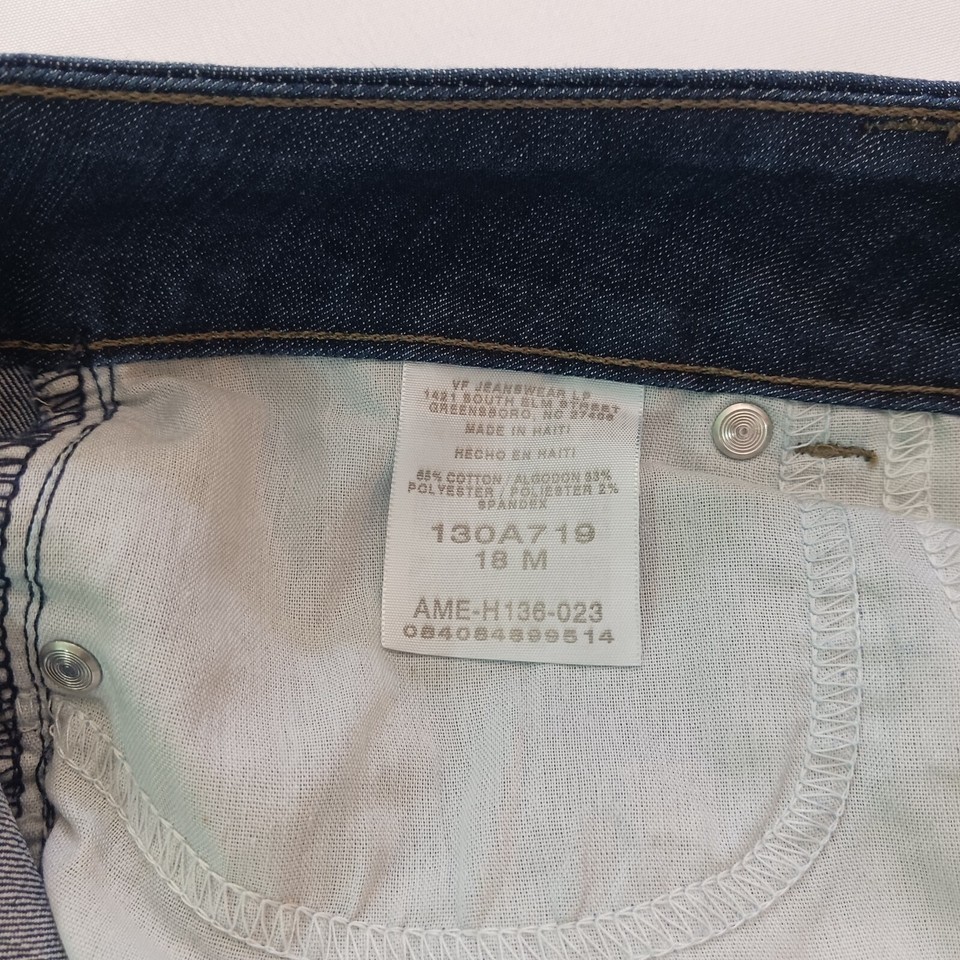 VF JEANSWEAR LP
1421 SOUTH EL STREET
GREENSBORO, NC 27406
MADE IN HAITI
HECHO EN HAITI
65% COTTON / ALGODON 33%
POLYESTER / POLIESTER 2%
SPANDEX
130A719
18 M
AME-H136-023
084084899514